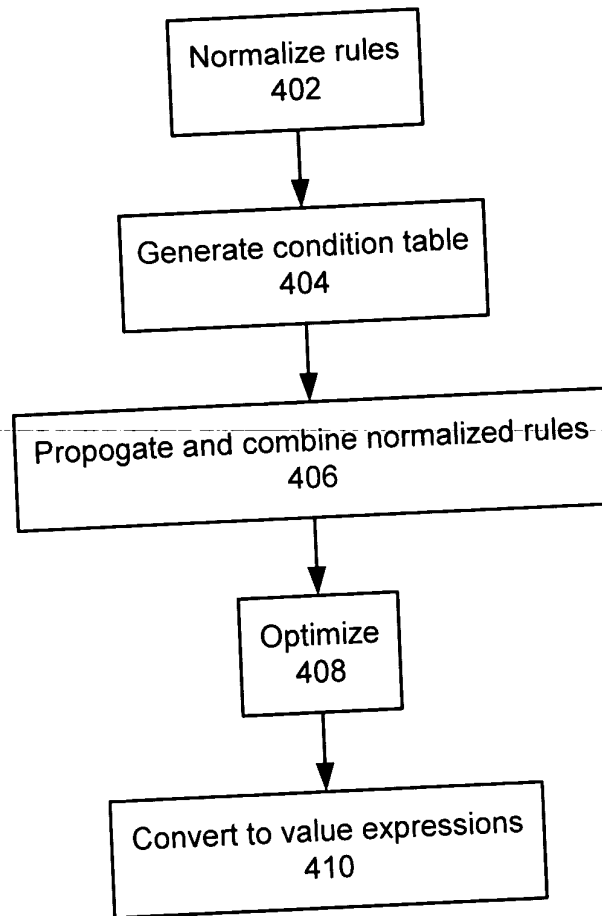 Normalize rules
402
Generate condition table
404
Propogate and combine normalized rules
406
Optimize
408
Convert to value expressions
410